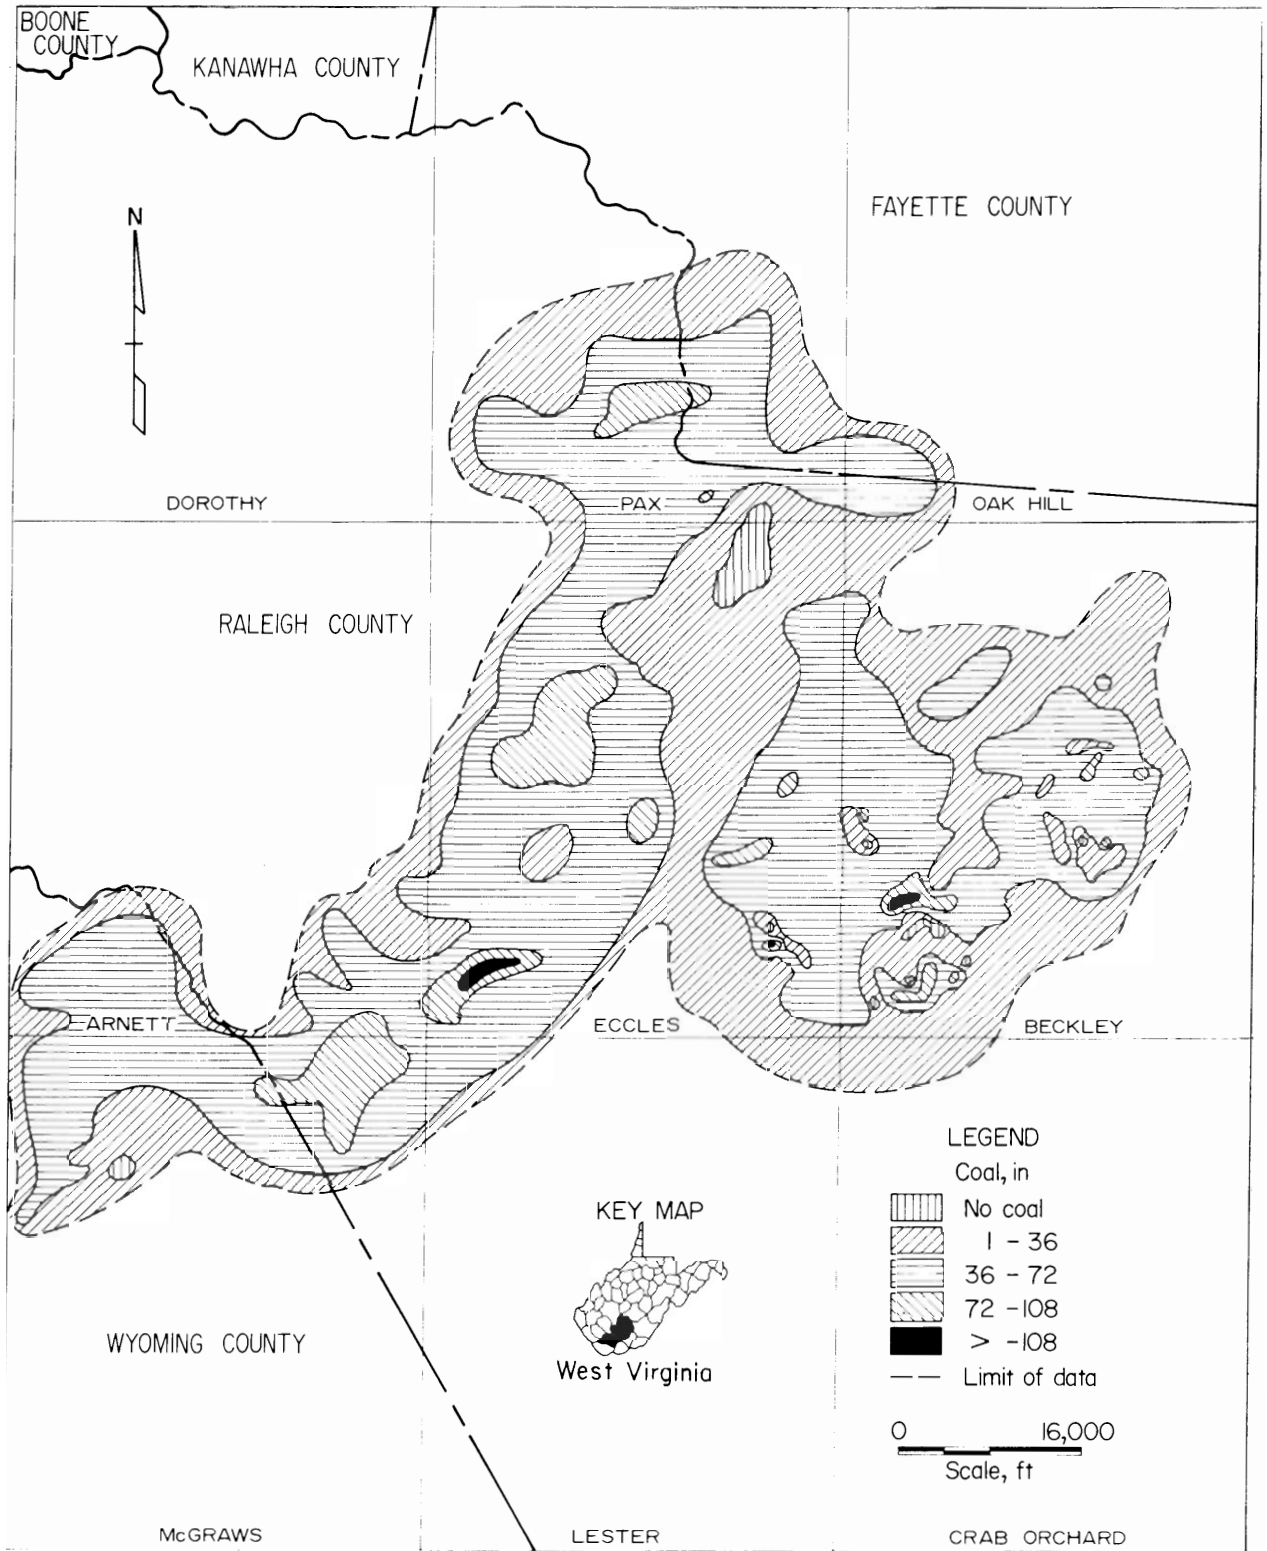 BOONE
COUNTY
KANAWHA COUNTY
FAYETTE COUNTY
N
DOROTHY
PAX
OAK HILL
RALEIGH COUNTY
ARNETT
ECCLES
BECKLEY
LEGEND
Coal, in
No coal
1 - 36
36 - 72
72 -108
> -108
Limit of data
0 16,000
Scale, ft
KEY MAP
West Virginia
WYOMING COUNTY
McGRAWS
LESTER
CRAB ORCHARD